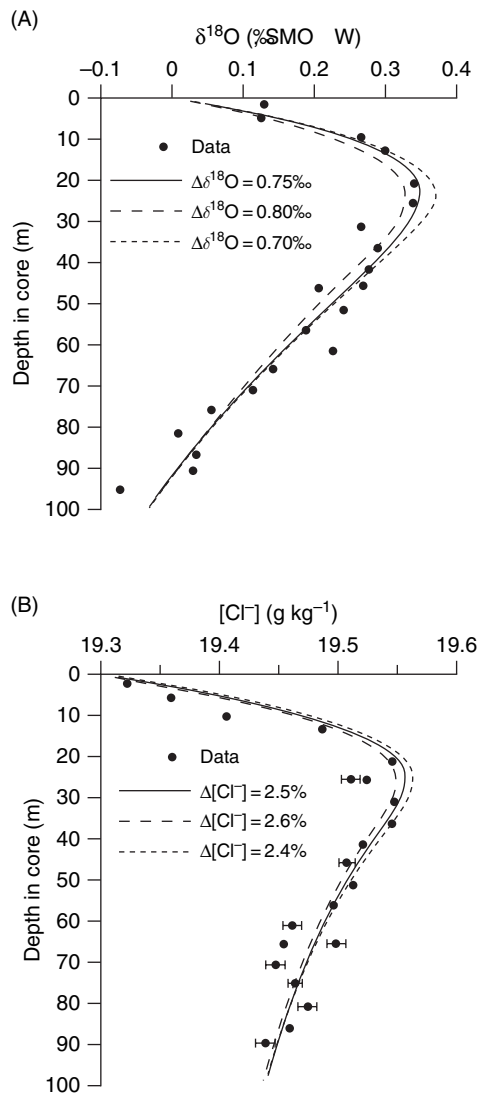 (A)
δ18O (‰, SMO W)
–0.1 0 0.1 0.2 0.3 0.4
0
10
20
30
40
50
60
70
80
90
100
Depth in core (m)
Data
Δδ18O = 0.75‰
Δδ18O = 0.80‰
Δδ18O = 0.70‰
(B)
[Cl–] (g kg–1)
19.3 19.4 19.5 19.6
0
10
20
30
40
50
60
70
80
90
100
Depth in core (m)
Data
Δ[Cl–] = 2.5%
Δ[Cl–] = 2.6%
Δ[Cl–] = 2.4%